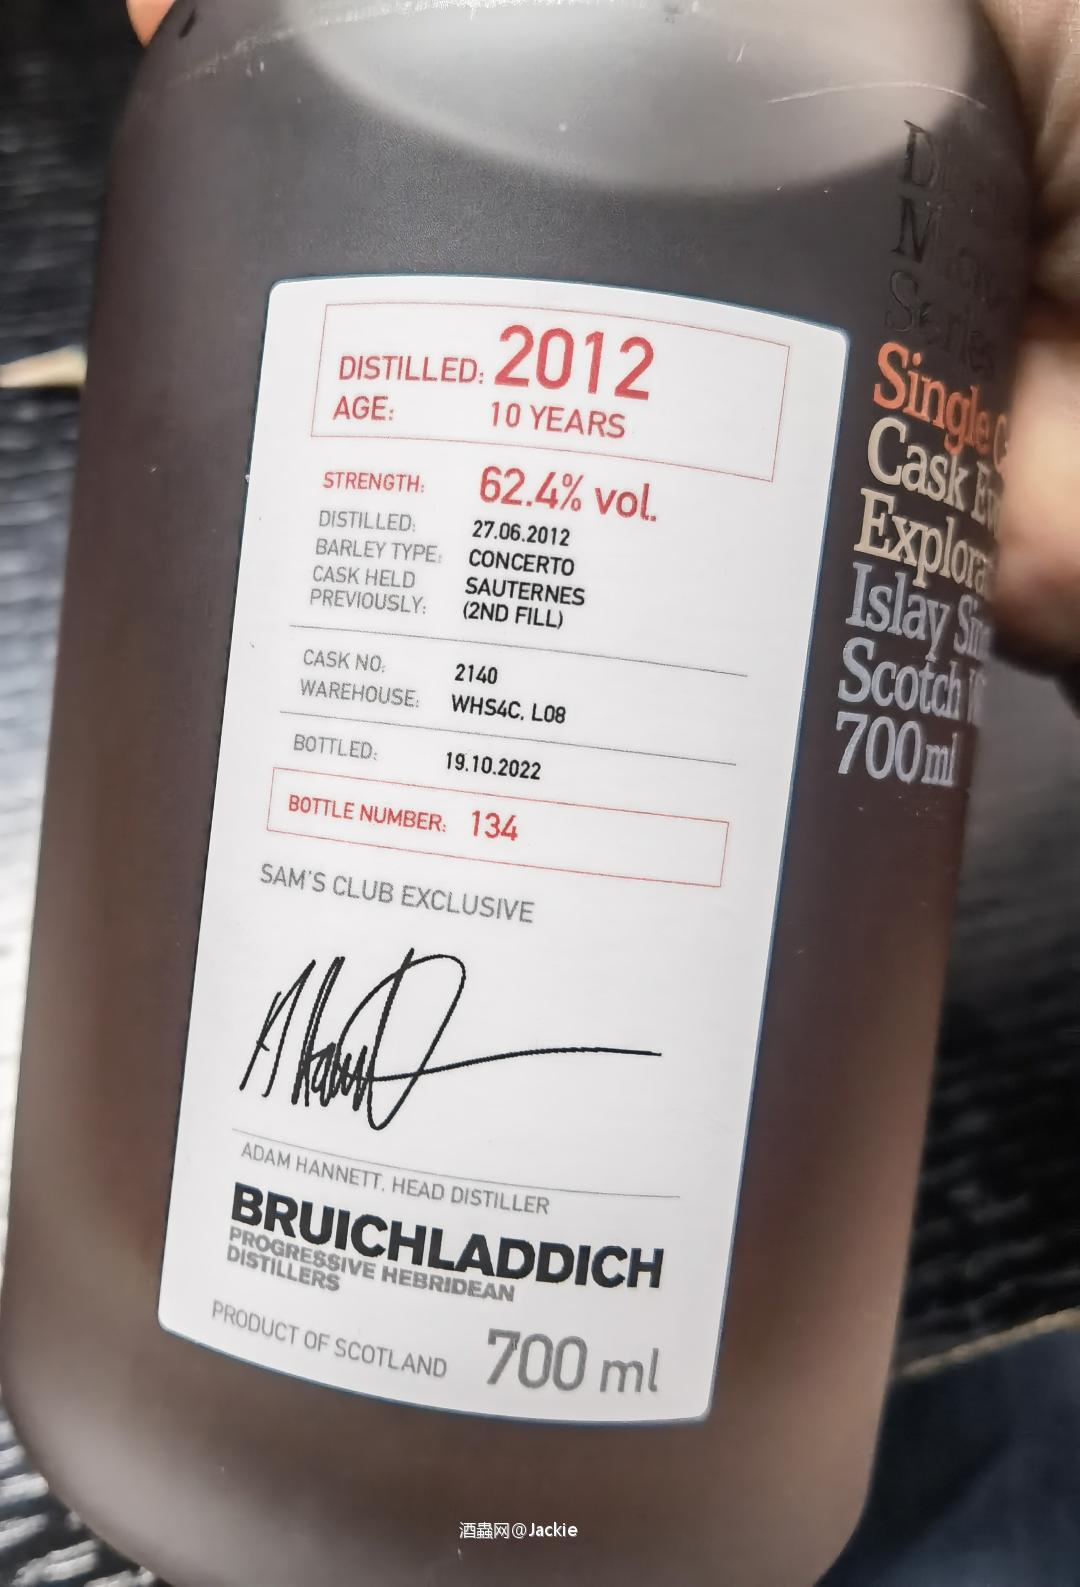 DISTILLED: 2012
AGE: 10 YEARS
STRENGTH: 62.4% vol.
DISTILLED: 27.06.2012
BARLEY TYPE: CONCERTO
CASK HELD PREVIOUSLY: SAUTERNES (2ND FILL)
CASK NO: 2140
WAREHOUSE: WHS4C, L08
BOTTLED: 19.10.2022
BOTTLE NUMBER: 134
SAM'S CLUB EXCLUSIVE
ADAM HANNETT, HEAD DISTILLER
BRUICHLADDICH
PROGRESSIVE HEBRIDEAN
DISTILLERS
PRODUCT OF SCOTLAND 700 ml
Single
Cask
Islay
Scotch
700ml
酒蟲网@Jackie